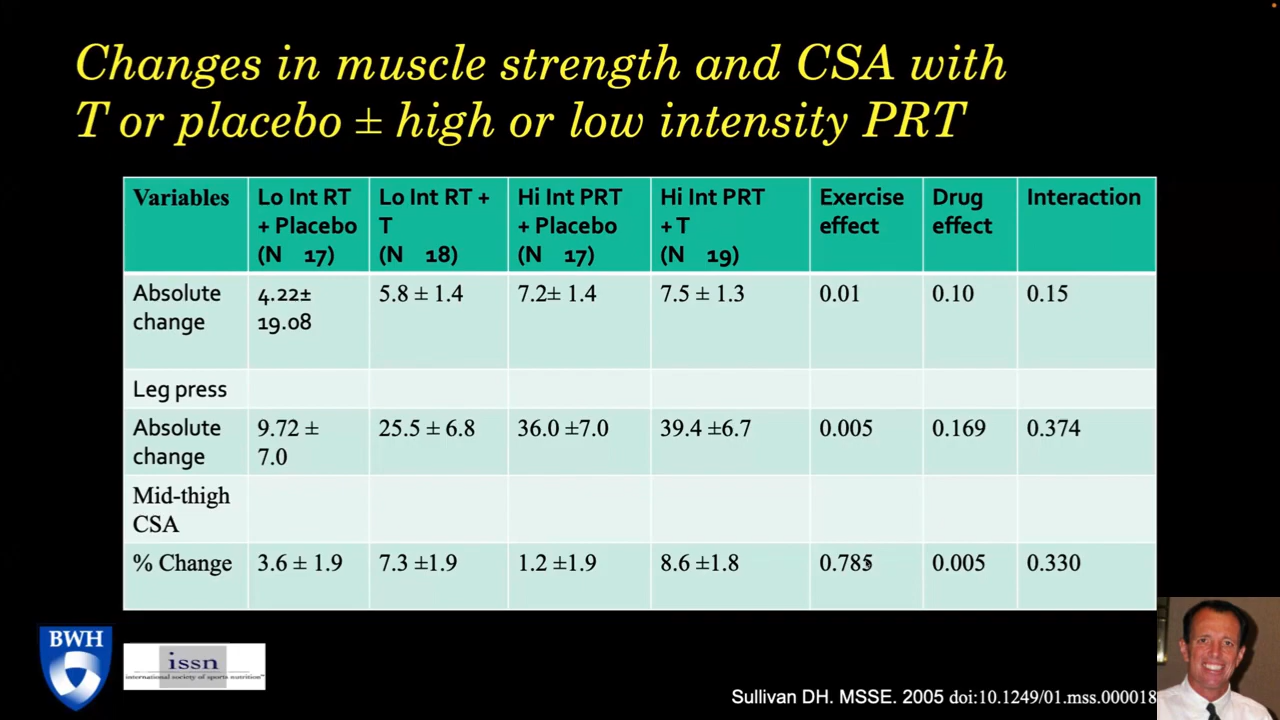 Changes in muscle strength and CSA with
T or placebo ± high or low intensity PRT
Variables
Lo Int RT
+ Placebo
(N 17)
Lo Int RT +
T
(N 18)
Hi Int PRT
+ Placebo
(N 17)
Hi Int PRT
+ T
(N 19)
Exercise
effect
Drug
effect
Interaction
Absolute
change
4.22±
19.08
5.8 ± 1.4
7.2± 1.4
7.5 ± 1.3
0.01
0.10
0.15
Leg press
Absolute
change
9.72 ±
7.0
25.5 ± 6.8
36.0 ±7.0
39.4 ±6.7
0.005
0.169
0.374
Mid-thigh
CSA
% Change
3.6 ± 1.9
7.3 ±1.9
1.2 ±1.9
8.6 ±1.8
0.785
0.005
0.330
BWH
issn
international society of sports nutrition
Sullivan DH. MSSE. 2005 doi:10.1249/01.mss.000018